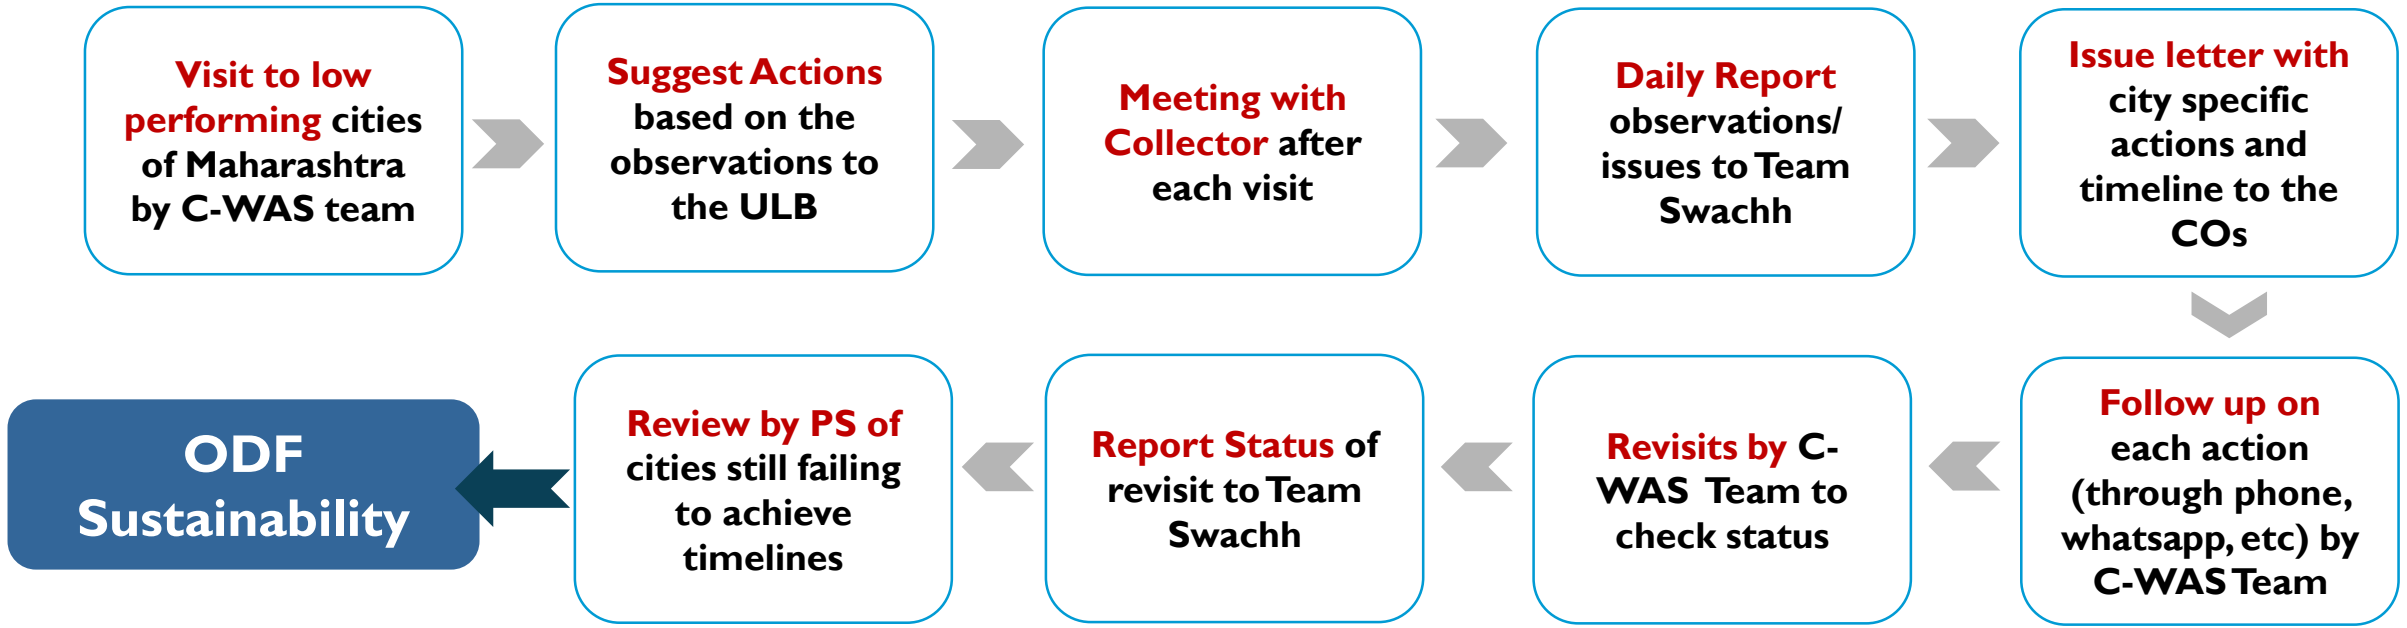 Visit to low
performing cities
of Maharashtra
by C-WAS team
Suggest Actions
based on the
observations to
the ULB
Meeting with
Collector after
each visit
Daily Report
observations/
issues to Team
Swachh
Issue letter with
city specific
actions and
timeline to the
COs
Follow up on
each action
(through phone,
whatsapp, etc) by
C-WAS Team
Revisits by C-
WAS Team to
check status
Report Status of
revisit to Team
Swachh
Review by PS of
cities still failing
to achieve
timelines
ODF
Sustainability